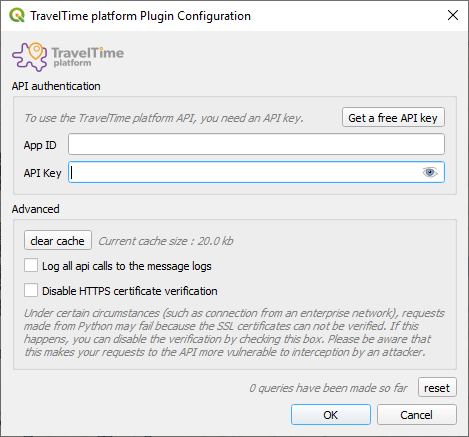 TravelTime platform Plugin Configuration
TravelTime
platform
API authentication
To use the TravelTime platform API, you need an API key.
Get a free API key
App ID
API Key
Advanced
clear cache
Current cache size : 20.0 kb
Log all api calls to the message logs
Disable HTTPS certificate verification
Under certain circumstances (such as connection from an enterprise network), requests
made from Python may fail because the SSL certificates can not be verified. If this
happens, you can disable the verification by checking this box. Please be aware that
this makes your requests to the API more vulnerable to interception by an attacker.
0 queries have been made so far
reset
OK
Cancel